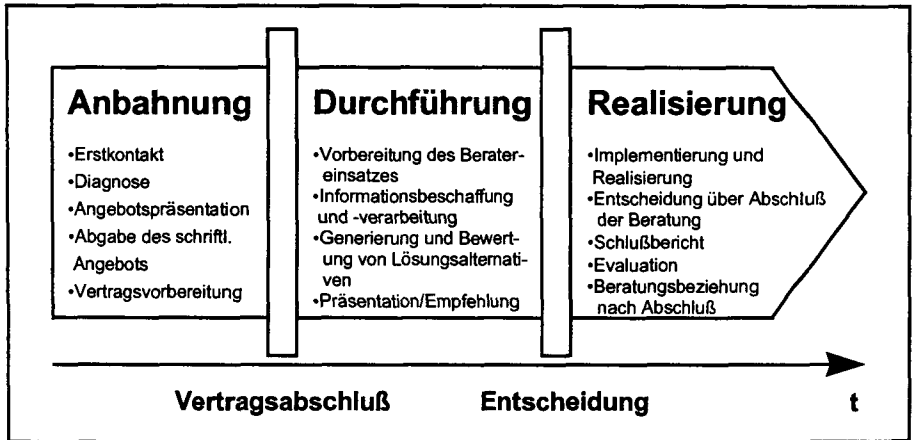 Anbahnung
•Erstkontakt
•Diagnose
•Angebotspräsentation
•Abgabe des schriftl.
Angebots
•Vertragsvorbereitung
Durchführung
•Vorbereitung des Berater-
einsatzes
•Informationsbeschaffung
und -verarbeitung
•Generierung und Bewert-
ung von Lösungsalternati-
ven
•Präsentation/Empfehlung
Realisierung
•Implementierung und
Realisierung
•Entscheidung über Abschluß
der Beratung
•Schlußbericht
•Evaluation
•Beratungsbeziehung
nach Abschluß
Vertragsabschluß
Entscheidung
t